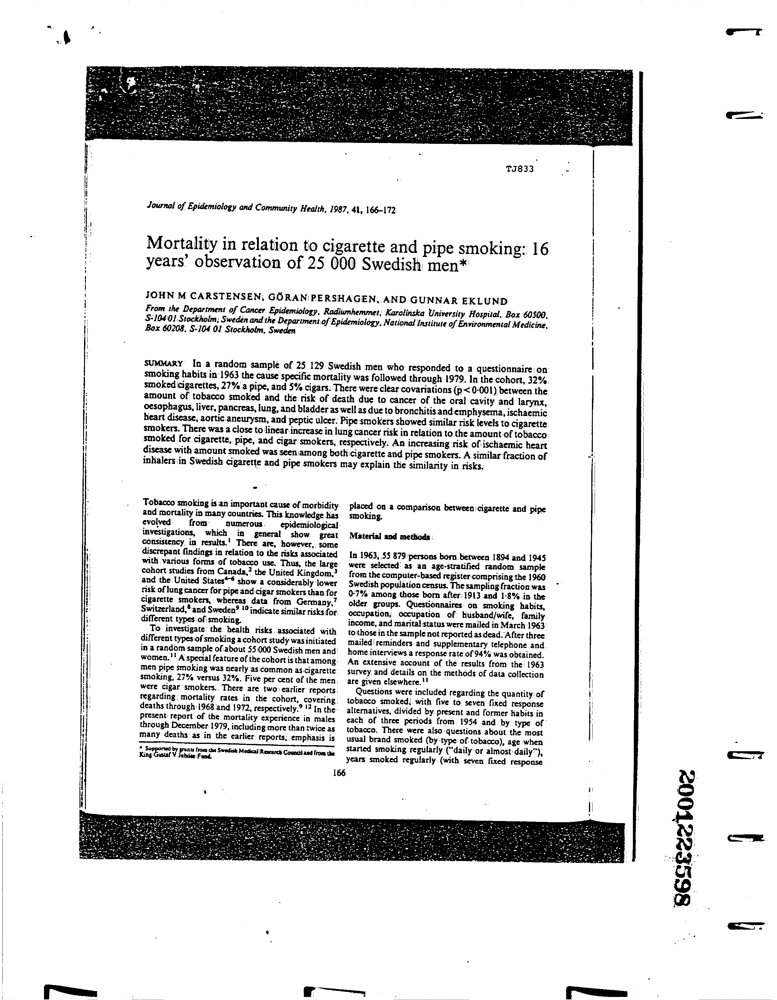 TJ833
Journal of Epidemiology and Community Health, 1987, 41, 166–172
Mortality in relation to cigarette and pipe smoking: 16
years' observation of 25 000 Swedish men*
JOHN M CARSTENSEN, GÖRAN PERSHAGEN, AND GUNNAR EKLUND
From the Department of Cancer Epidemiology, Radiumhemmet, Karolinska University Hospital, Box 60500,
S-104 01 Stockholm, Sweden and the Department of Epidemiology, National Institute of Environmental Medicine,
Box 60208, S-104 01 Stockholm, Sweden
SUMMARY In a random sample of 25 129 Swedish men who responded to a questionnaire on
smoking habits in 1963 the cause specific mortality was followed through 1979. In the cohort, 32%
smoked cigarettes, 27% a pipe, and 5% cigars. There were clear covariations (p < 0·001) between the
amount of tobacco smoked and the risk of death due to cancer of the oral cavity and larynx,
oesophagus, liver, pancreas, lung, and bladder as well as due to bronchitis and emphysema, ischaemic
heart disease, aortic aneurysm, and peptic ulcer. Pipe smokers showed similar risk levels to cigarette
smokers. There was a close to linear increase in lung cancer risk in relation to the amount of tobacco
smoked for cigarette, pipe, and cigar smokers, respectively. An increasing risk of ischaemic heart
disease with amount smoked was seen among both cigarette and pipe smokers. A similar fraction of
inhalers in Swedish cigarette and pipe smokers may explain the similarity in risks.
Tobacco smoking is an important cause of morbidity
and mortality in many countries. This knowledge has
evolved from numerous epidemiological
investigations, which in general show great
consistency in results.¹ There are, however, some
discrepant findings in relation to the risks associated
with various forms of tobacco use. Thus, the large
cohort studies from Canada,² the United Kingdom,³
and the United States⁴⁻⁶ show a considerably lower
risk of lung cancer for pipe and cigar smokers than for
cigarette smokers, whereas data from Germany,⁷
Switzerland,⁸ and Sweden⁹ ¹⁰ indicate similar risks for
different types of smoking.
To investigate the health risks associated with
different types of smoking a cohort study was initiated
in a random sample of about 55 000 Swedish men and
women.¹¹ A special feature of the cohort is that among
men pipe smoking was nearly as common as cigarette
smoking, 27% versus 32%. Five per cent of the men
were cigar smokers. There are two earlier reports
regarding mortality rates in the cohort, covering
deaths through 1968 and 1972, respectively.⁹ ¹² In the
present report of the mortality experience in males
through December 1979, including more than twice as
many deaths as in the earlier reports, emphasis is
* Supported by grants from the Swedish Medical Research Council and from the
King Gustaf V Jubilee Fund.
placed on a comparison between cigarette and pipe
smoking.
Material and methods
In 1963, 55 879 persons born between 1894 and 1945
were selected as an age-stratified random sample
from the computer-based register comprising the 1960
Swedish population census. The sampling fraction was
0·7% among those born after 1913 and 1·8% in the
older groups. Questionnaires on smoking habits,
occupation, occupation of husband/wife, family
income, and marital status were mailed in March 1963
to those in the sample not reported as dead. After three
mailed reminders and supplementary telephone and
home interviews a response rate of 94% was obtained.
An extensive account of the results from the 1963
survey and details on the methods of data collection
are given elsewhere.¹¹
Questions were included regarding the quantity of
tobacco smoked, with five to seven fixed response
alternatives, divided by present and former habits in
each of three periods from 1954 and by type of
tobacco. There were also questions about the most
usual brand smoked (by type of tobacco), age when
started smoking regularly ("daily or almost daily"),
years smoked regularly (with seven fixed response
166
2001223598